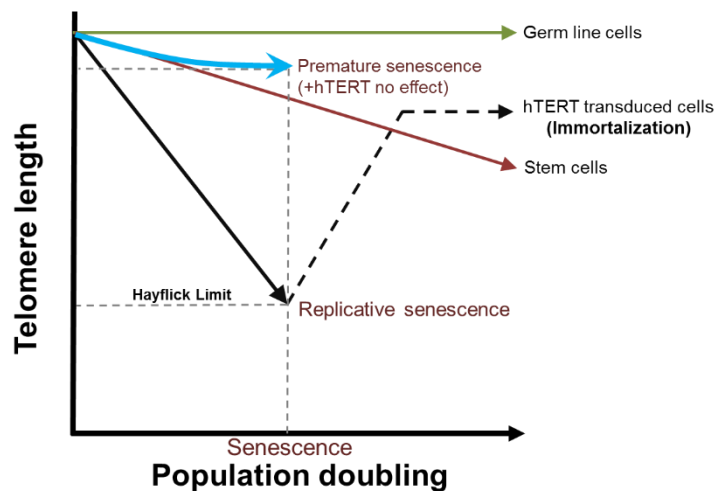 Germ line cells
Premature senescence
(+hTERT no effect)
hTERT transduced cells
(Immortalization)
Stem cells
Telomere length
Hayflick Limit
Replicative senescence
Senescence
Population doubling